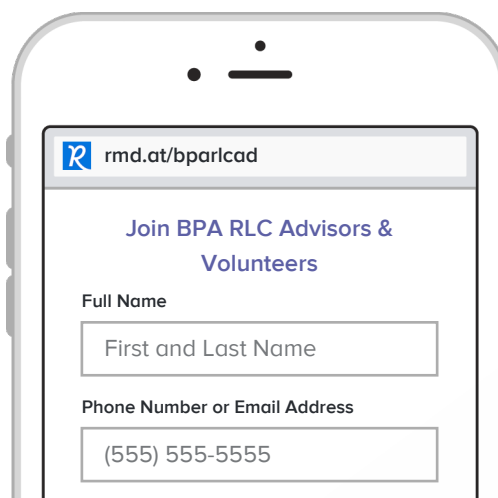 rmd.at/bparlcad
Join BPA RLC Advisors &
Volunteers
Full Name
First and Last Name
Phone Number or Email Address
(555) 555-5555